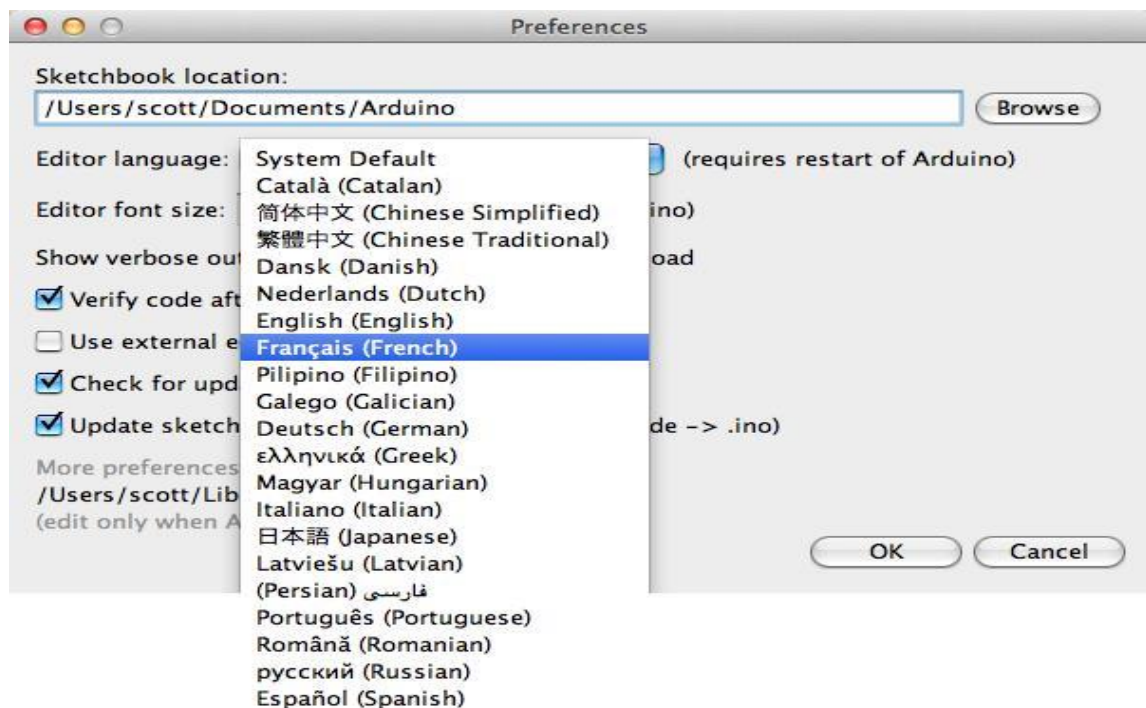 Preferences
Sketchbook location:
/Users/scott/Documents/Arduino
Browse
Editor language:
(requires restart of Arduino)
Editor font size:
ino)
Show verbose out
oad
Verify code aft
Use external e
Check for upd
Update sketch
de -> .ino)
More preferences
/Users/scott/Lib
(edit only when A
System Default
Català (Catalan)
简体中文 (Chinese Simplified)
繁體中文 (Chinese Traditional)
Dansk (Danish)
Nederlands (Dutch)
English (English)
Français (French)
Pilipino (Filipino)
Galego (Galician)
Deutsch (German)
ελληνικά (Greek)
Magyar (Hungarian)
Italiano (Italian)
日本語 (Japanese)
Latviešu (Latvian)
فارسی (Persian)
Português (Portuguese)
Română (Romanian)
русский (Russian)
Español (Spanish)
OK
Cancel